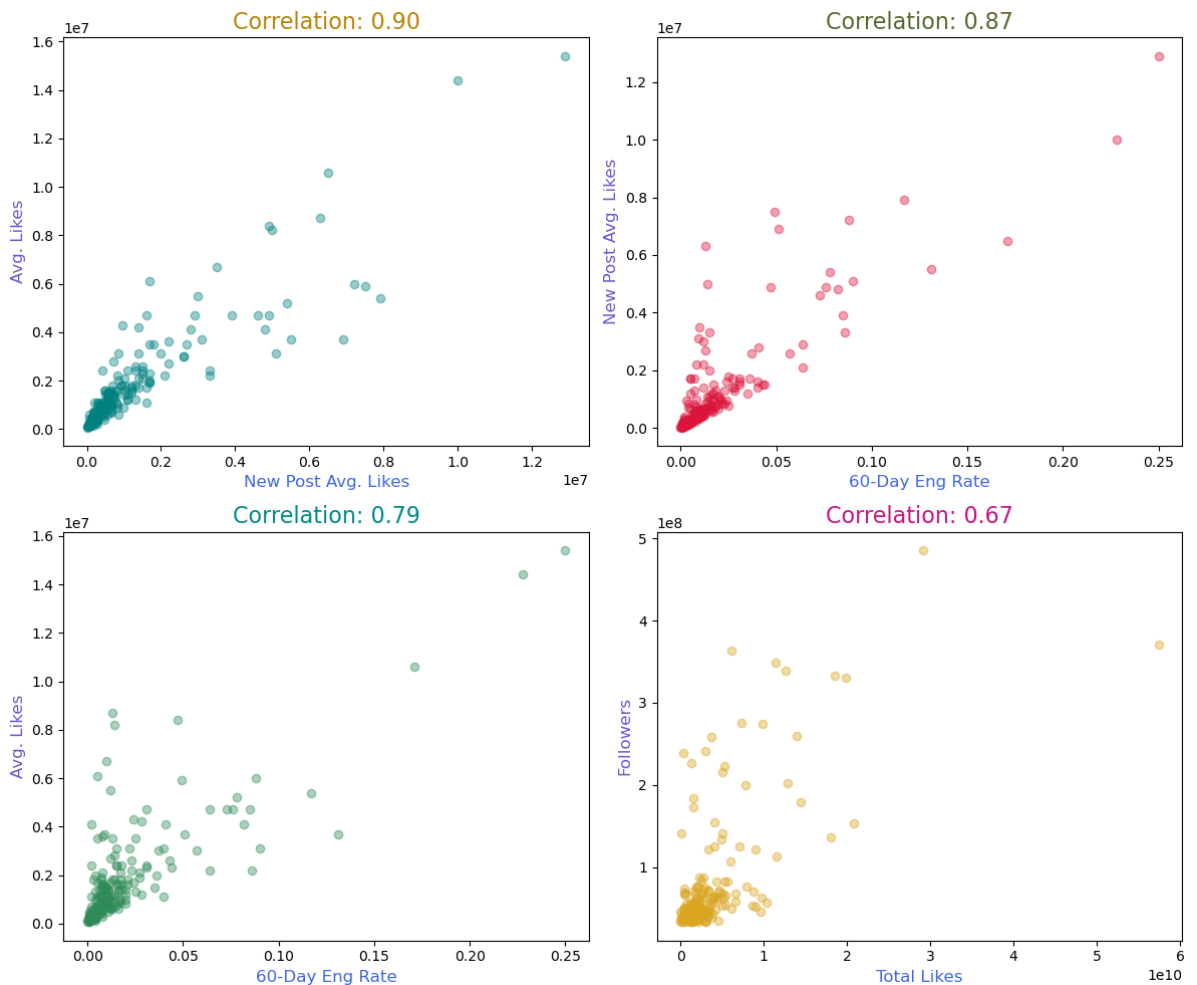 Correlation: 0.90
1e7
1.6
1.4
1.2
1.0
0.8
0.6
0.4
0.2
0.0
Avg. Likes
0.0 0.2 0.4 0.6 0.8 1.0 1.2
1e7
New Post Avg. Likes
Correlation: 0.87
1e7
1.2
1.0
0.8
0.6
0.4
0.2
0.0
New Post Avg. Likes
0.00 0.05 0.10 0.15 0.20 0.25
60-Day Eng Rate
Correlation: 0.79
1e7
1.6
1.4
1.2
1.0
0.8
0.6
0.4
0.2
0.0
Avg. Likes
0.00 0.05 0.10 0.15 0.20 0.25
60-Day Eng Rate
Correlation: 0.67
1e8
5
4
3
2
1
Followers
0 1 2 3 4 5 6
1e10
Total Likes